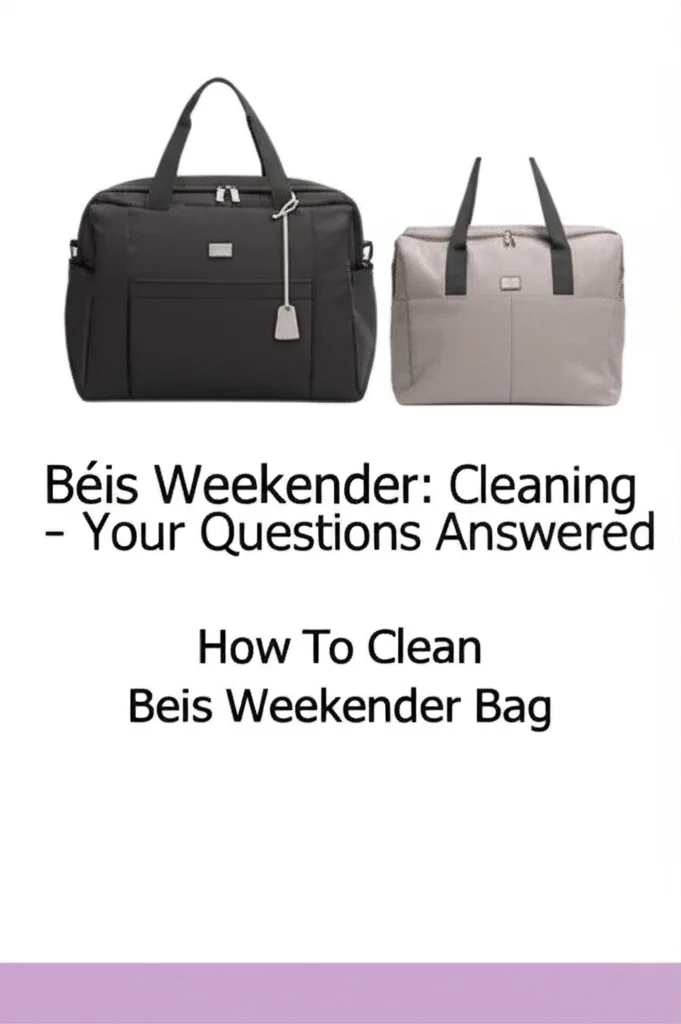 Béis Weekender: Cleaning
– Your Questions Answered
How To Clean
Beis Weekender Bag